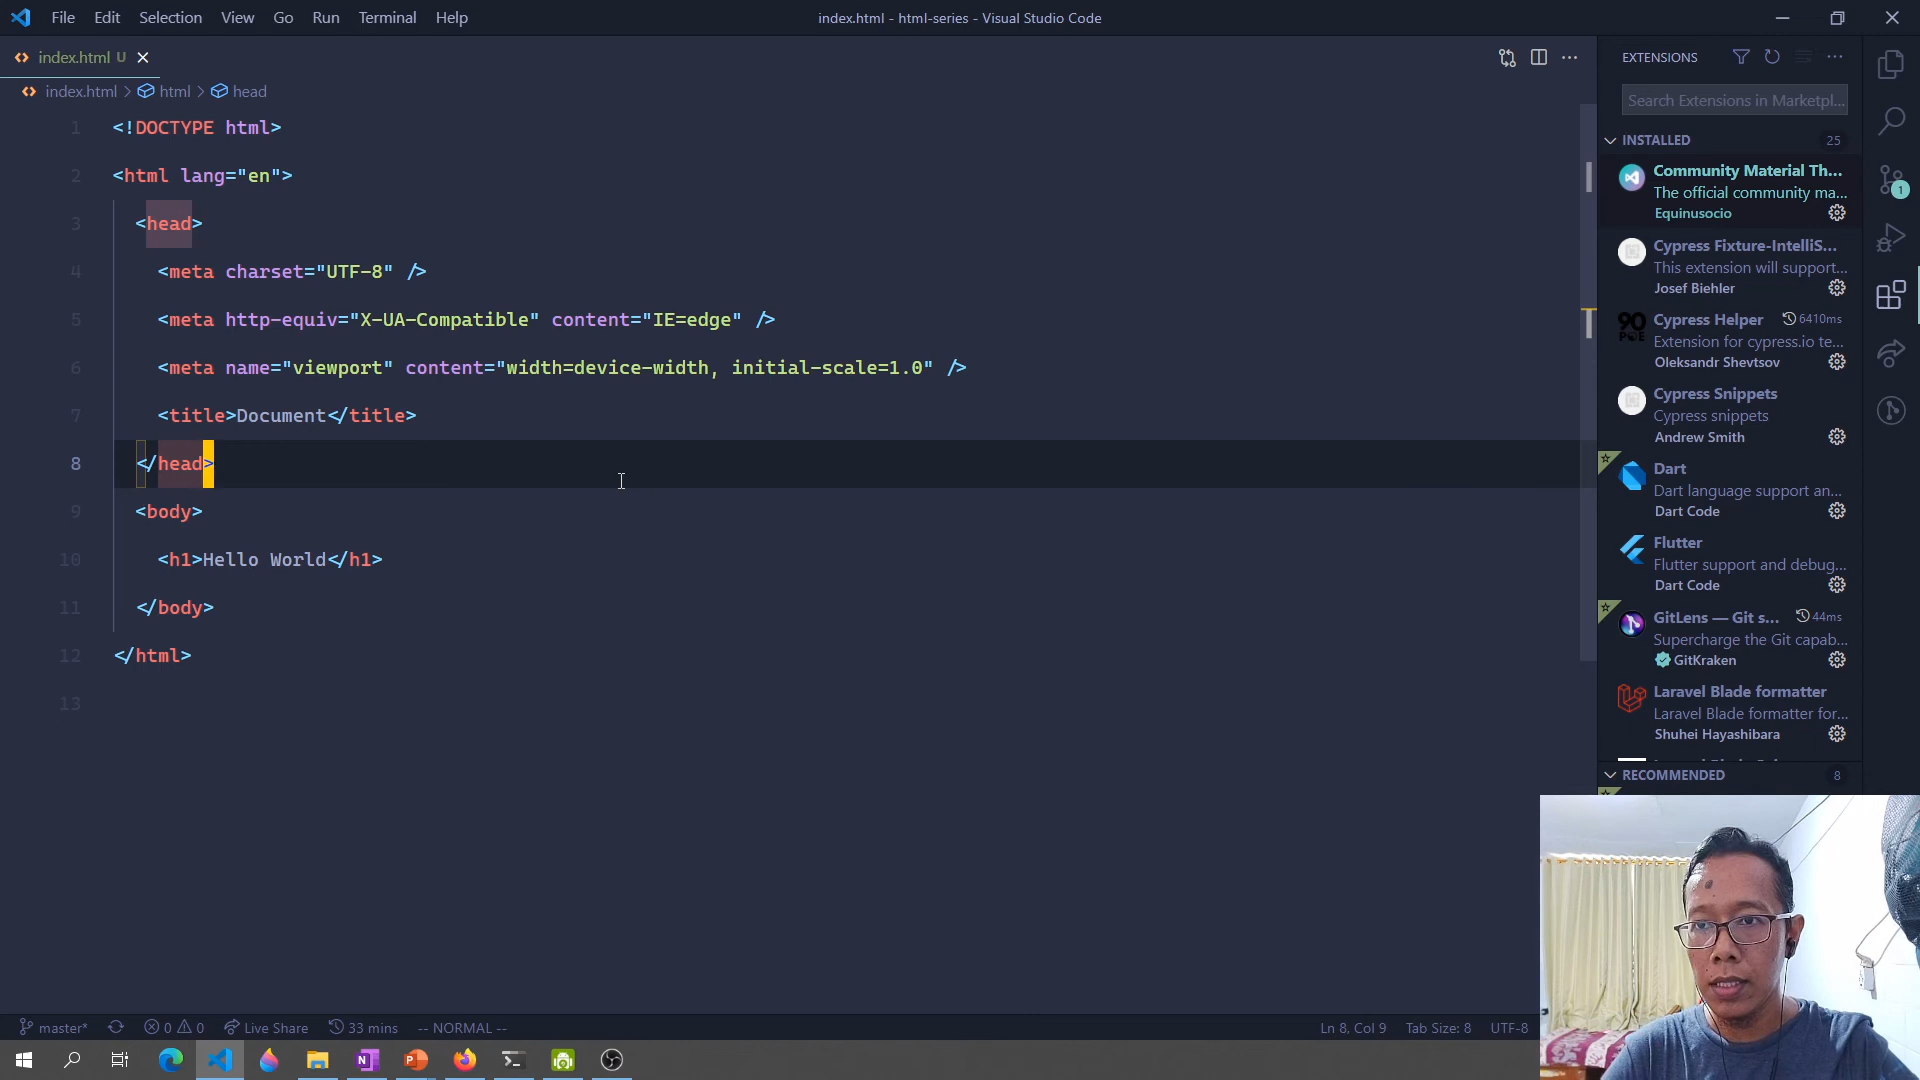 File Edit Selection View Go Run Terminal Help
index.html - html-series - Visual Studio Code
index.html U
index.html > html > head
1 <!DOCTYPE html>
2 <html lang="en">
3 <head>
4 <meta charset="UTF-8" />
5 <meta http-equiv="X-UA-Compatible" content="IE=edge" />
6 <meta name="viewport" content="width=device-width, initial-scale=1.0" />
7 <title>Document</title>
8 </head>
9 <body>
10 <h1>Hello World</h1>
11 </body>
12 </html>
13
EXTENSIONS
Search Extensions in Marketpl...
INSTALLED 25
Community Material Th...
The official community ma...
Equinusocio
Cypress Fixture-IntelliS...
This extension will support...
Josef Biehler
90
POE
Cypress Helper 6410ms
Extension for cypress.io te...
Oleksandr Shevtsov
Cypress Snippets
Cypress snippets
Andrew Smith
Dart
Dart language support an...
Dart Code
Flutter
Flutter support and debug...
Dart Code
GitLens — Git s... 44ms
Supercharge the Git capab...
GitKraken
Laravel Blade formatter
Laravel Blade formatter for...
Shuhei Hayashibara
RECOMMENDED 8
1
master* 0 0 Live Share 33 mins -- NORMAL --
Ln 8, Col 9 Tab Size: 8 UTF-8